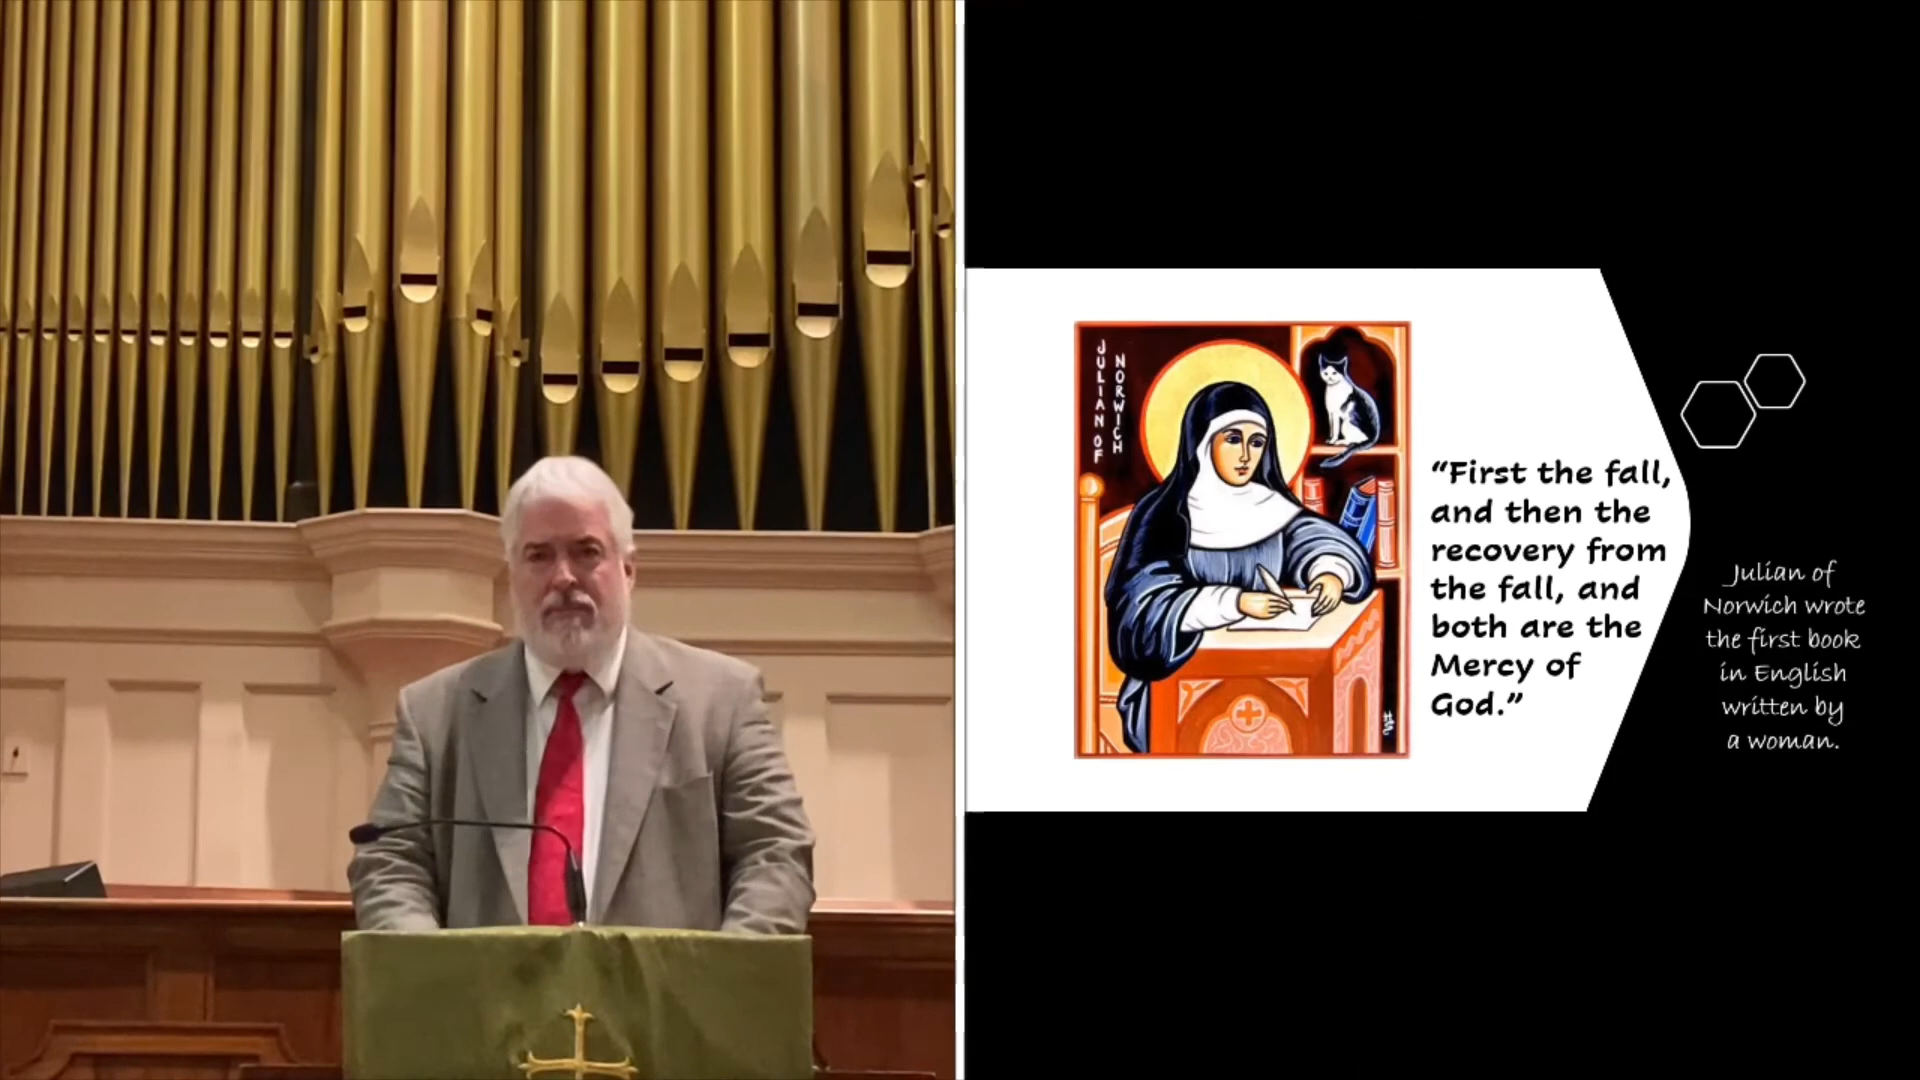 JULIAN OF
NORWICH
“First the fall,
and then the
recovery from
the fall, and
both are the
Mercy of
God.”
Julian of
Norwich wrote
the first book
in English
written by
a woman.